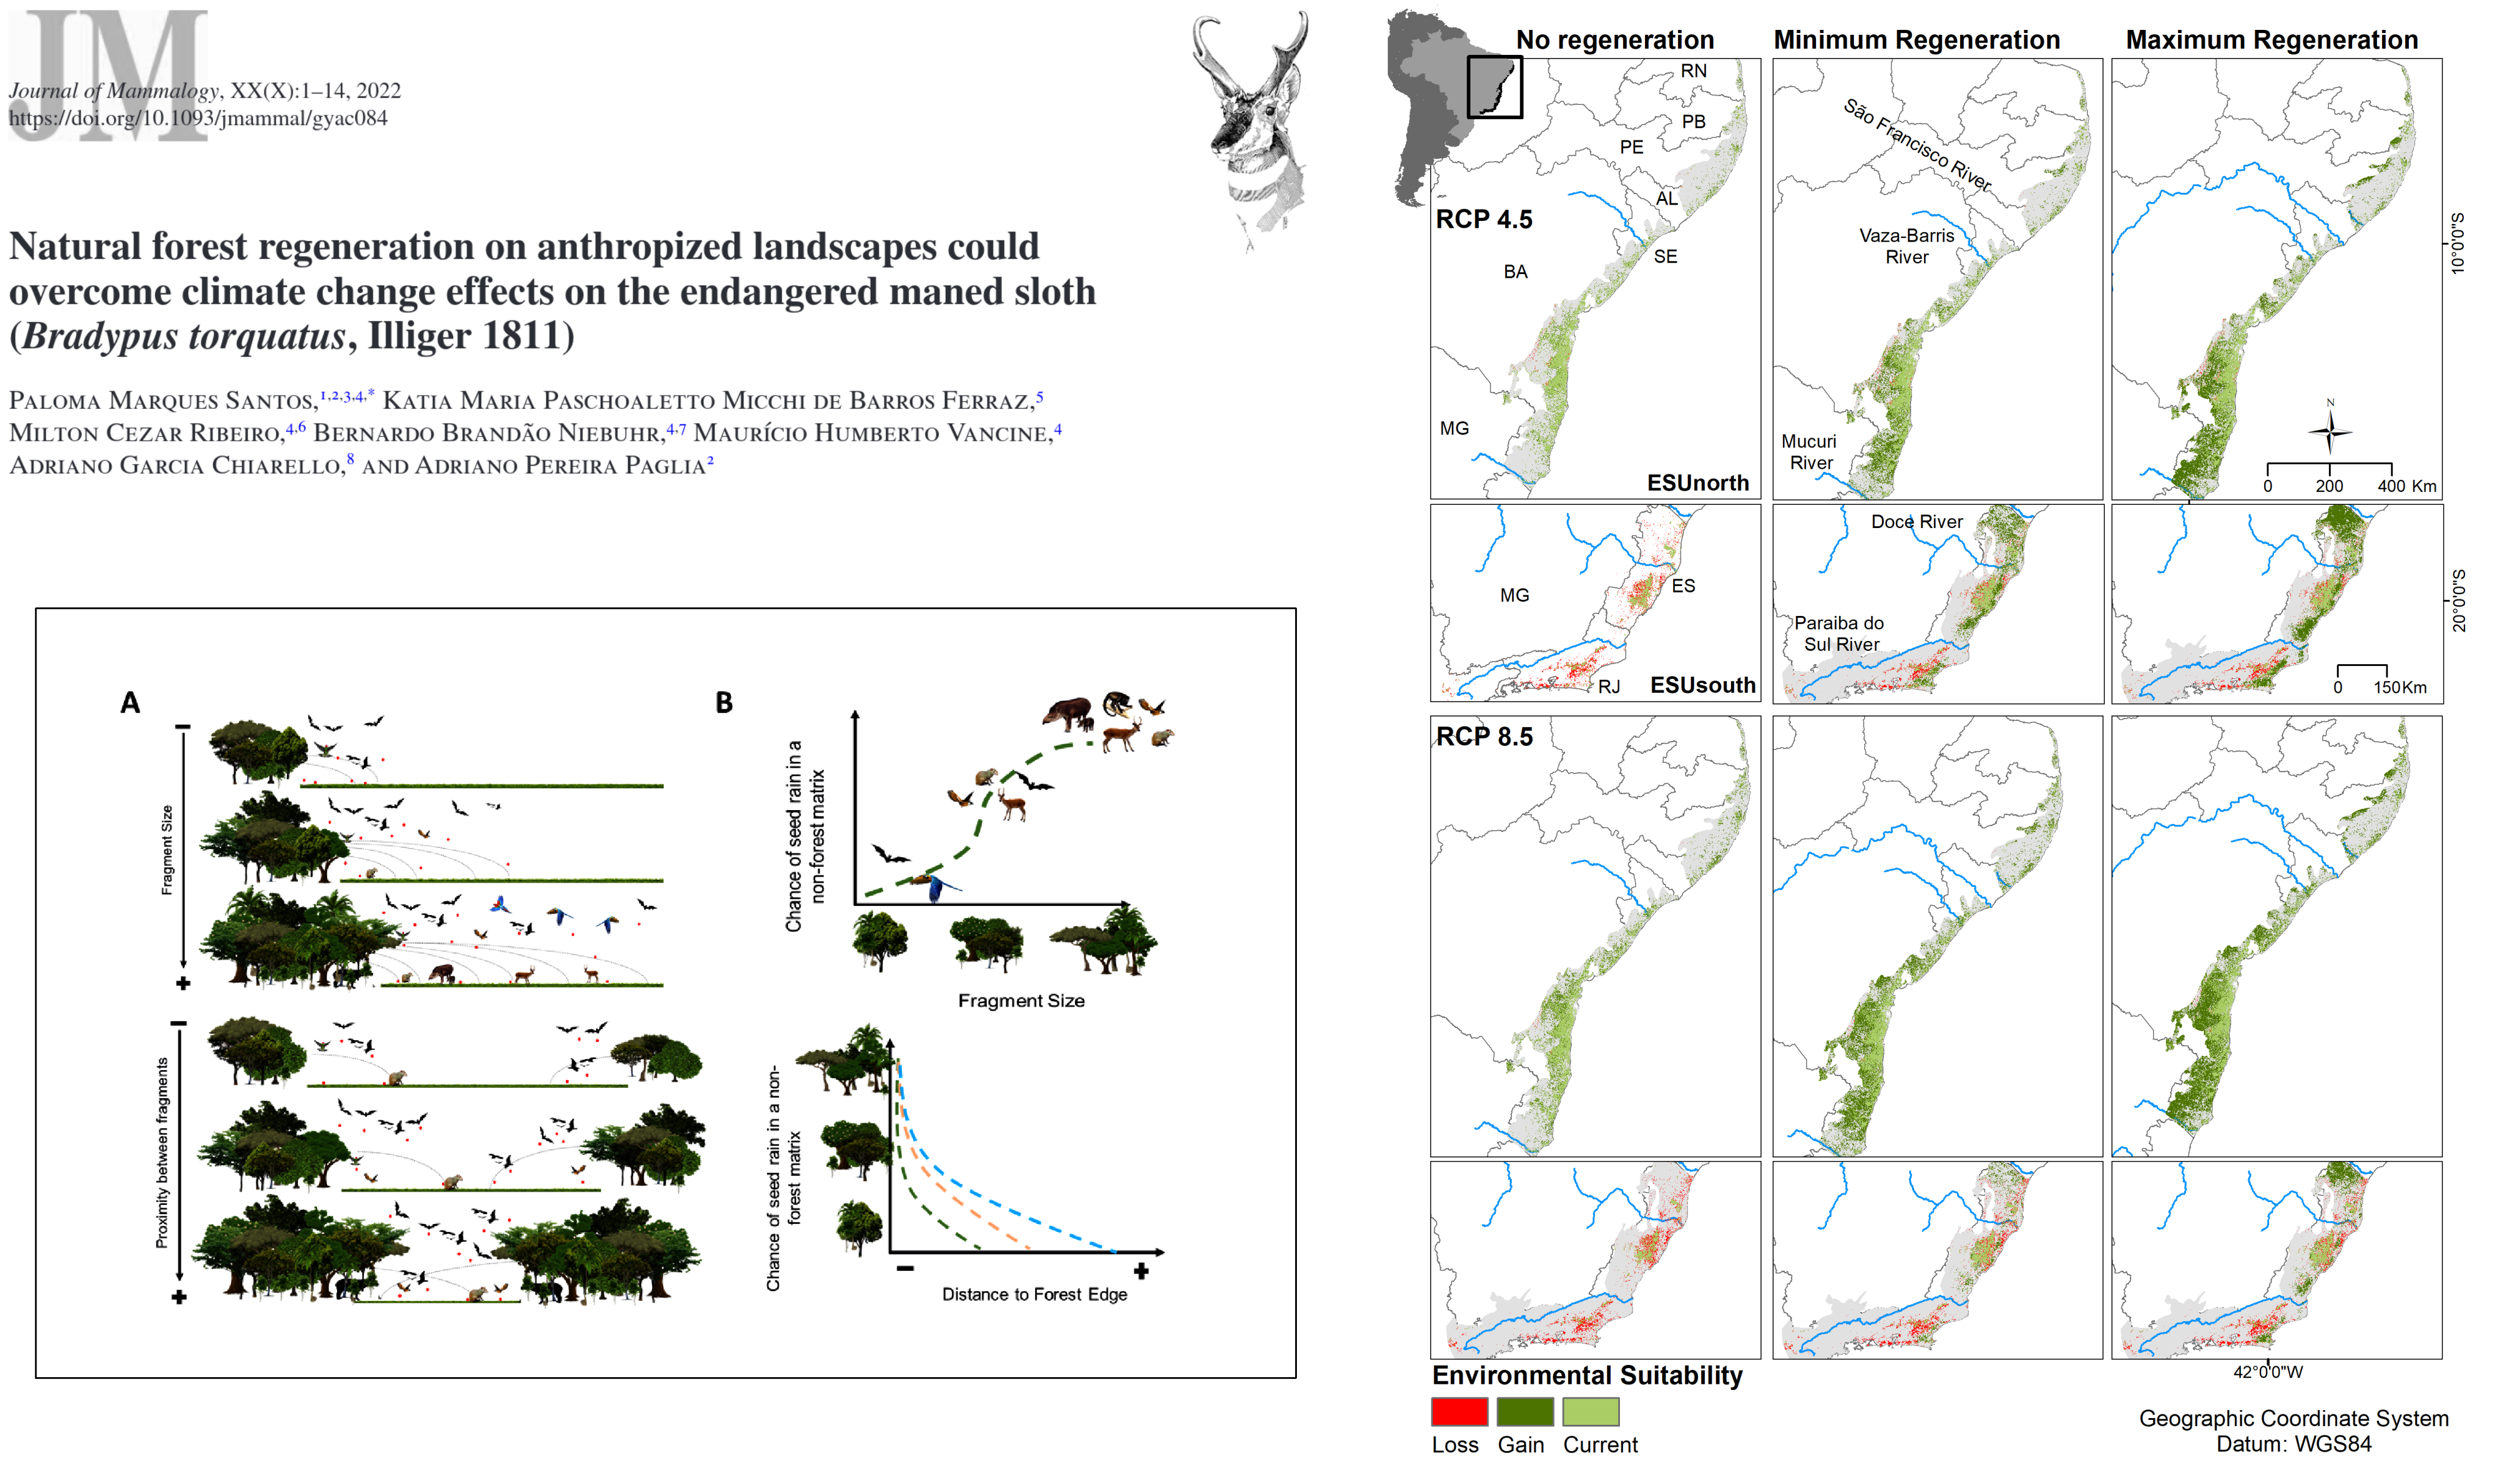 JM
Journal of Mammalogy, XX(X):1–14, 2022
https://doi.org/10.1093/jmammal/gyac084
Natural forest regeneration on anthropized landscapes could
overcome climate change effects on the endangered maned sloth
(Bradypus torquatus, Illiger 1811)
Paloma Marques Santos,1,2,3,4,* Katia Maria Paschoaletto Micchi de Barros Ferraz,5
Milton Cezar Ribeiro,4,6 Bernardo Brandão Niebuhr,4,7 Maurício Humberto Vancine,4
Adriano Garcia Chiarello,8 and Adriano Pereira Paglia2
A
−
Fragment Size
+
−
Proximity between fragments
+
B
Chance of seed rain in a
non-forest matrix
Fragment Size
Chance of seed rain in a non-
forest matrix
−
+
Distance to Forest Edge
No regeneration
Minimum Regeneration
Maximum Regeneration
RN
PB
PE
AL
RCP 4.5
SE
BA
MG
ESUnorth
São Francisco River
Vaza-Barris
River
Mucuri
River
N
0 200 400 Km
10°0'0"S
MG
ES
RJ
ESUsouth
Doce River
Paraiba do
Sul River
0 150Km
20°0'0"S
RCP 8.5
42°0'0"W
Environmental Suitability
Loss Gain Current
Geographic Coordinate System
Datum: WGS84